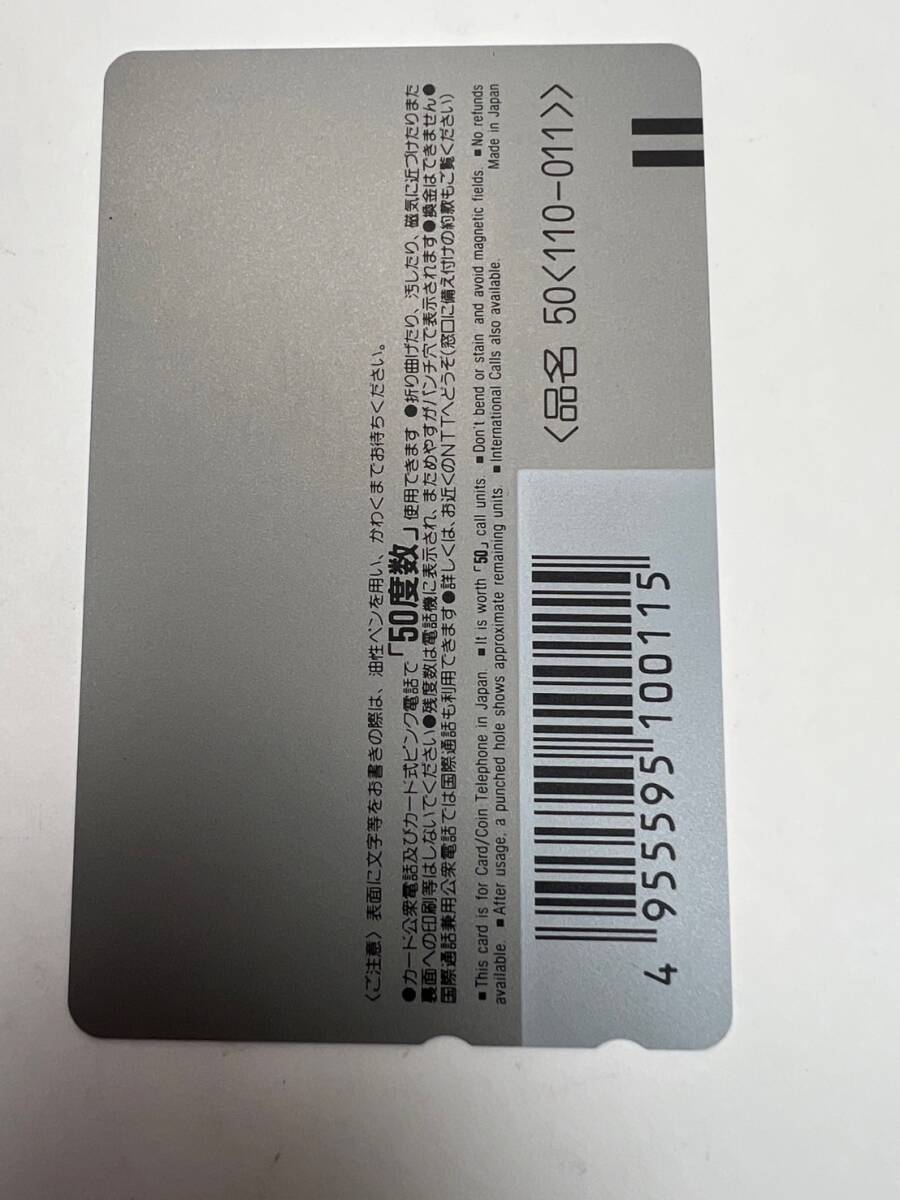 〈ご注意〉表面に文字等をお書きの際は、油性ペンを用い、かわくまでお待ちください。
●カード公衆電話及びカード式ピンク電話で「50度数」使用できます ●折り曲げたり、汚したり、磁気に近づけたりまた
裏面への印刷等はしないでください●残度数は電話機に表示され、まためやすがパンチ穴で表示されます●換金はできません●
国際通話兼用公衆電話では国際通話も利用できます●詳しくは、お近くのNTTへどうぞ(窓口に備え付けの約款もご覧ください)
■This card is for Card/Coin Telephone in Japan. ■It is worth「50」call units. ■Don't bend or stain and avoid magnetic fields. ■No refunds
available. ■After usage, a punched hole shows approximate remaining units. ■International Calls also available. Made in Japan
〈品名 50〈110-011〉〉
4 955595 100115